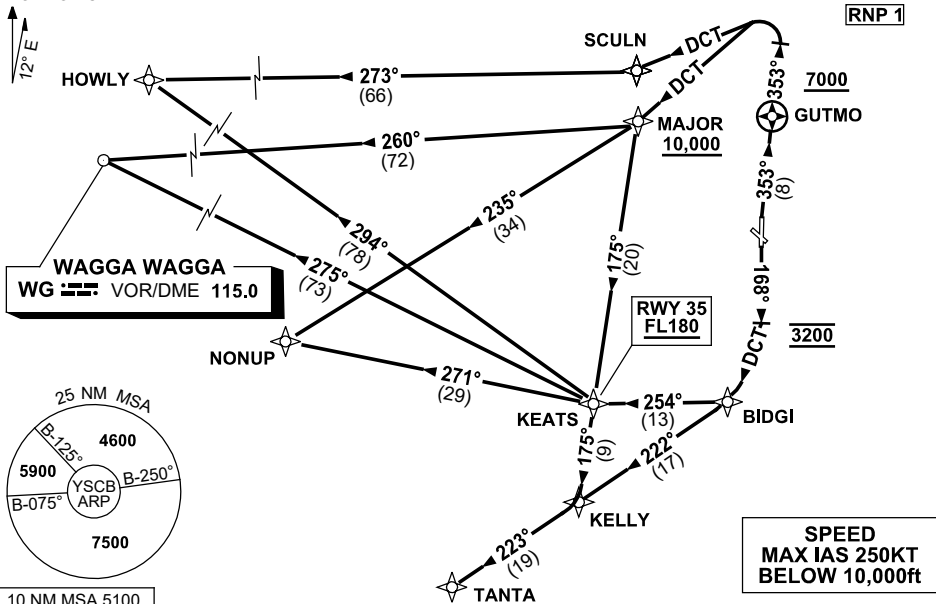 RNP 1
12° E
SCULN
DCT
HOWLY
273°
(66)
DCT
353°
7000
GUTMO
MAJOR
10,000
260°
(72)
353°
(8)
235°
(34)
294°
(78)
275°
(73)
175°
(20)
WAGGA WAGGA
WG VOR/DME 115.0
168°
RWY 35
FL180
3200
DCT
NONUP
271°
(29)
KEATS
254°
(13)
BIDGI
25 NM MSA
B-125°
4600
5900
YSCB
ARP
B-250°
B-075°
7500
175°
(9)
222°
(17)
KELLY
223°
(19)
TANTA
SPEED
MAX IAS 250KT
BELOW 10,000ft
10 NM MSA 5100